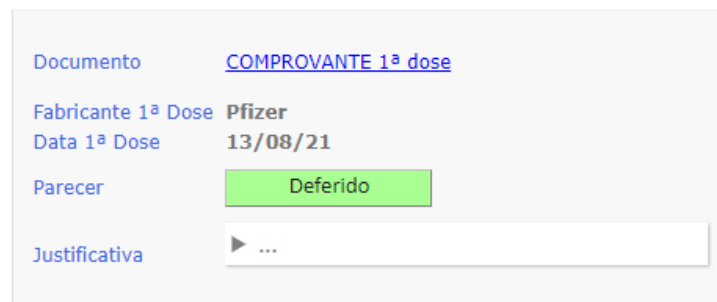 Documento COMPROVANTE 1ª dose
Fabricante 1ª Dose Pfizer
Data 1ª Dose 13/08/21
Parecer Deferido
Justificativa ...